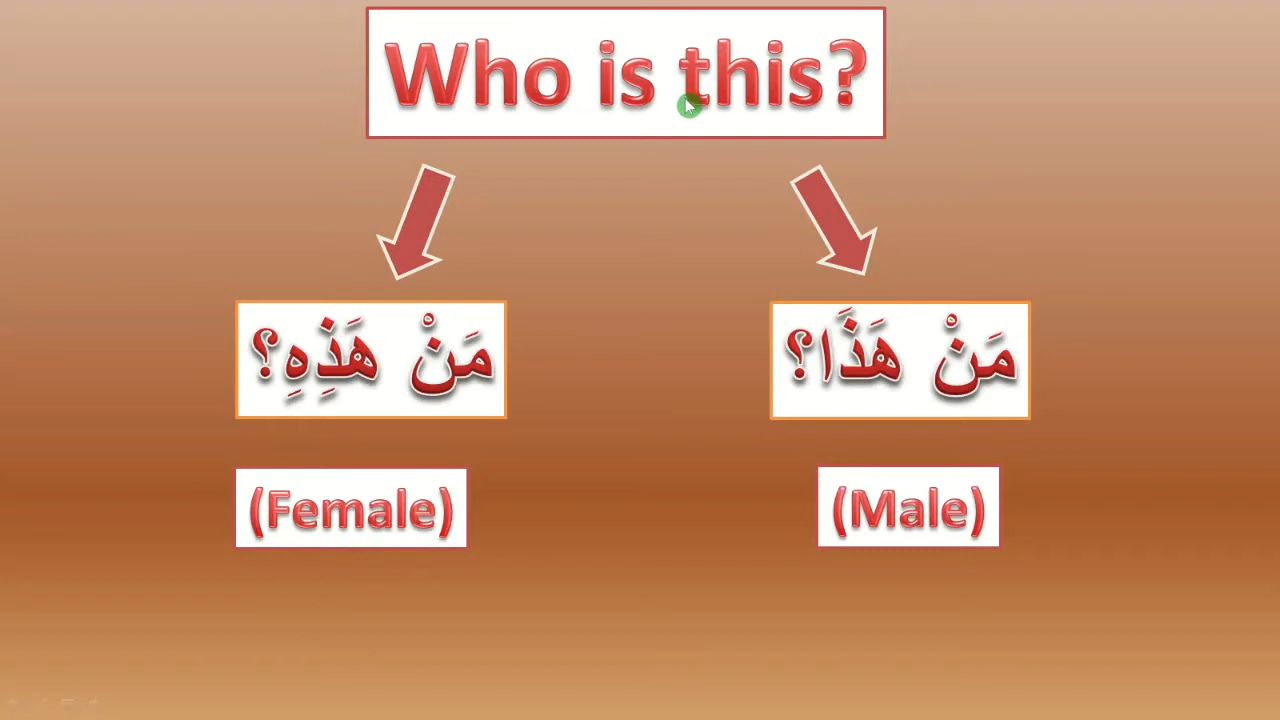 Who is this?
مَنْ هَذِهِ؟
مَنْ هَذَا؟
(Female)
(Male)